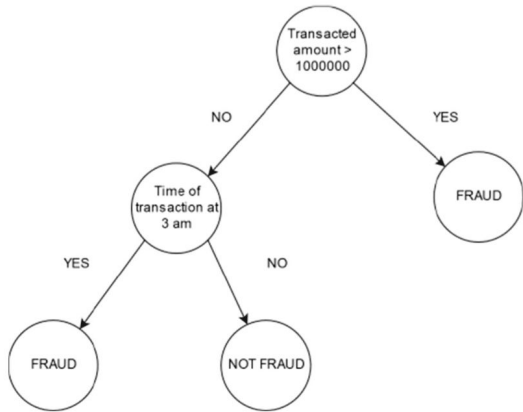 Transacted
amount >
1000000
NO
YES
Time of
transaction at
3 am
FRAUD
YES
NO
FRAUD
NOT FRAUD